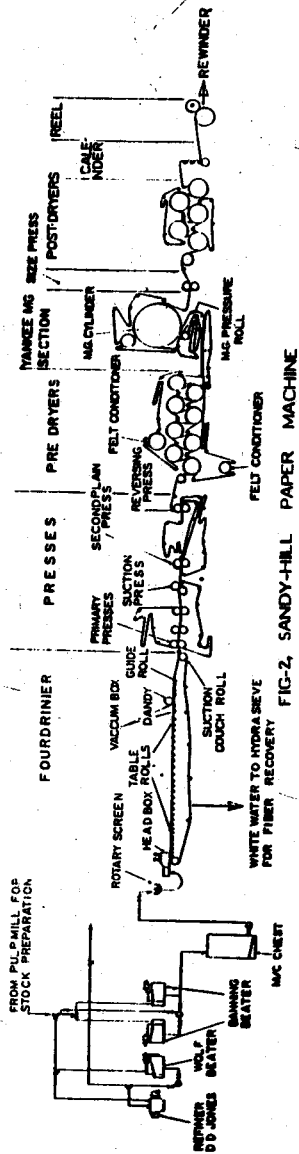 FROM PULP MILL FOR
STOCK PREPARATION
REFINER
D D JONES
WOLF
BEATER
BANNING
BEATER
M/C CHEST
FOURDRINIER
ROTARY SCREEN
HEAD BOX
TABLE
ROLLS
VACCUM BOX
DANDY
GUIDE
ROLL
SUCTION
COUCH ROLL
WHITE WATER TO HYDRASIEVE
FOR FIBER RECOVERY
PRESSES
PRIMARY
PRESSES
SUCTION
PRESS
SECOND PLAIN
PRESS
REVERSING
PRESS
PRE DRYERS
FELT CONDITIONER
FELT CONDITIONER
YANKEE MG
SECTION
M.G. CYLINDER
M.G. PRESSURE
ROLL
SIZE PRESS
POST-DRYERS
CALE-
NDER
REEL
REWINDER
FIG-2, SANDY-HILL PAPER MACHINE